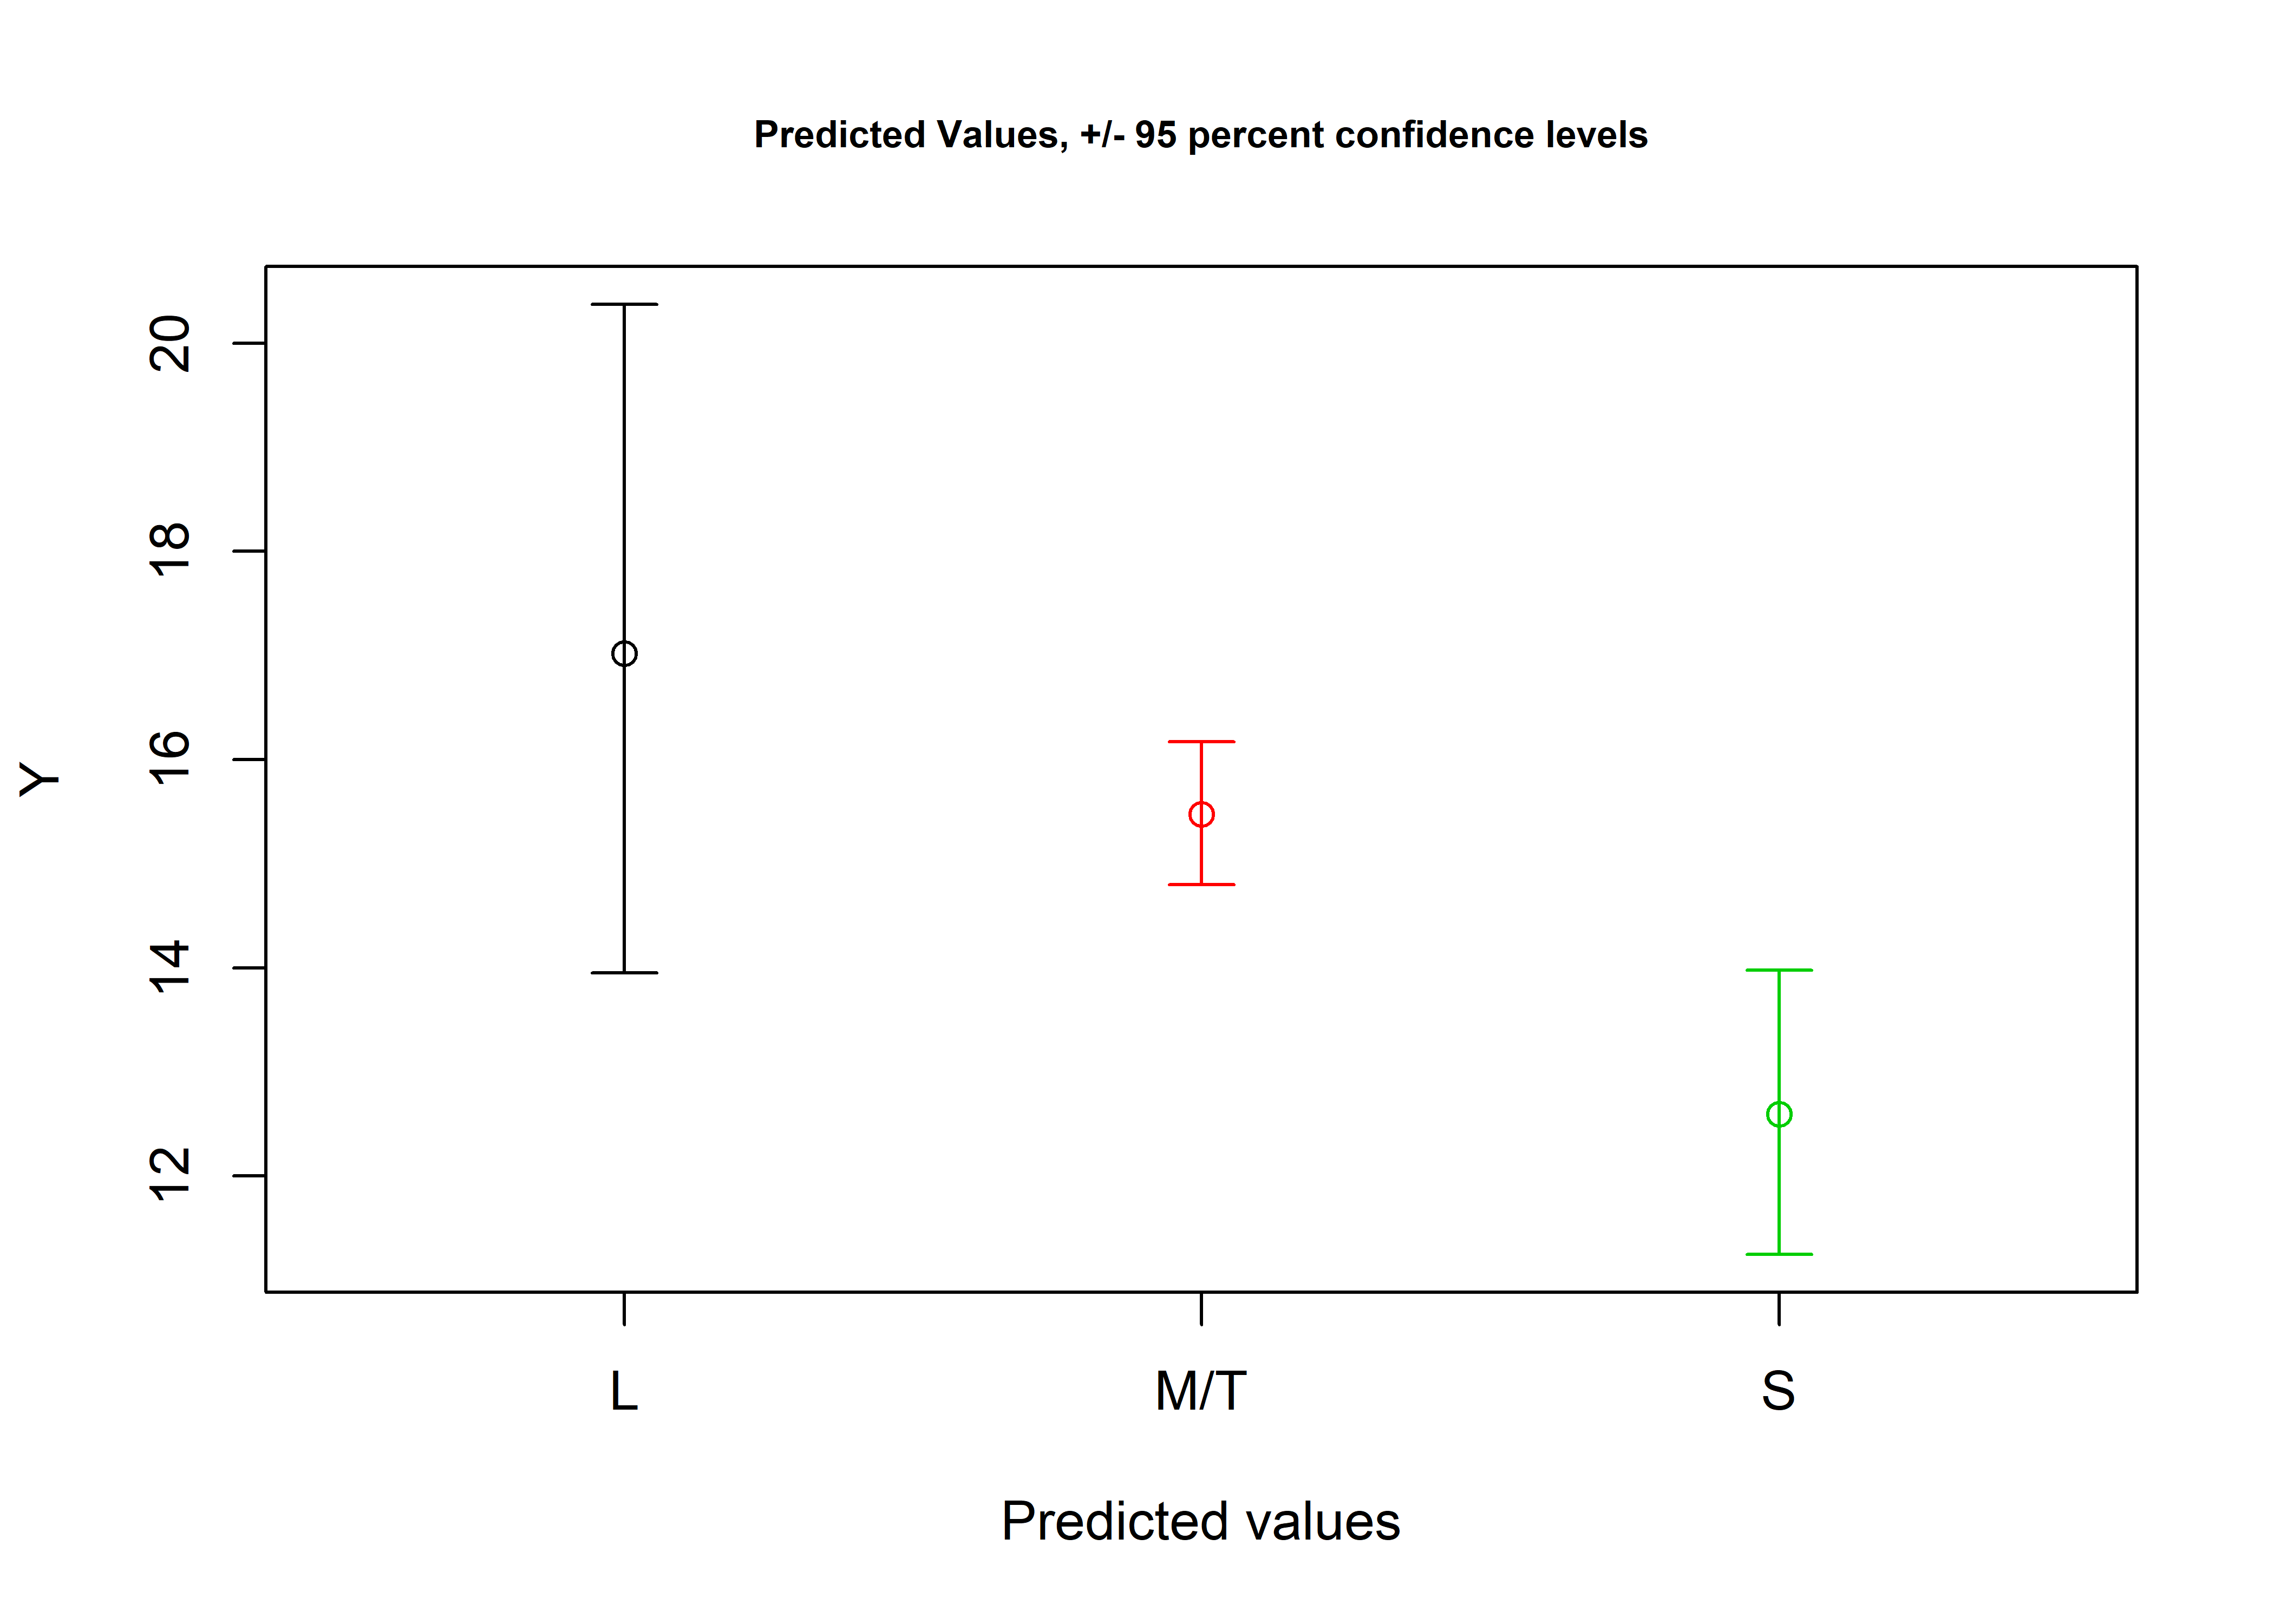 Predicted Values, +/- 95 percent confidence levels
20
18
16
14
12
Y
L M/T S
Predicted values